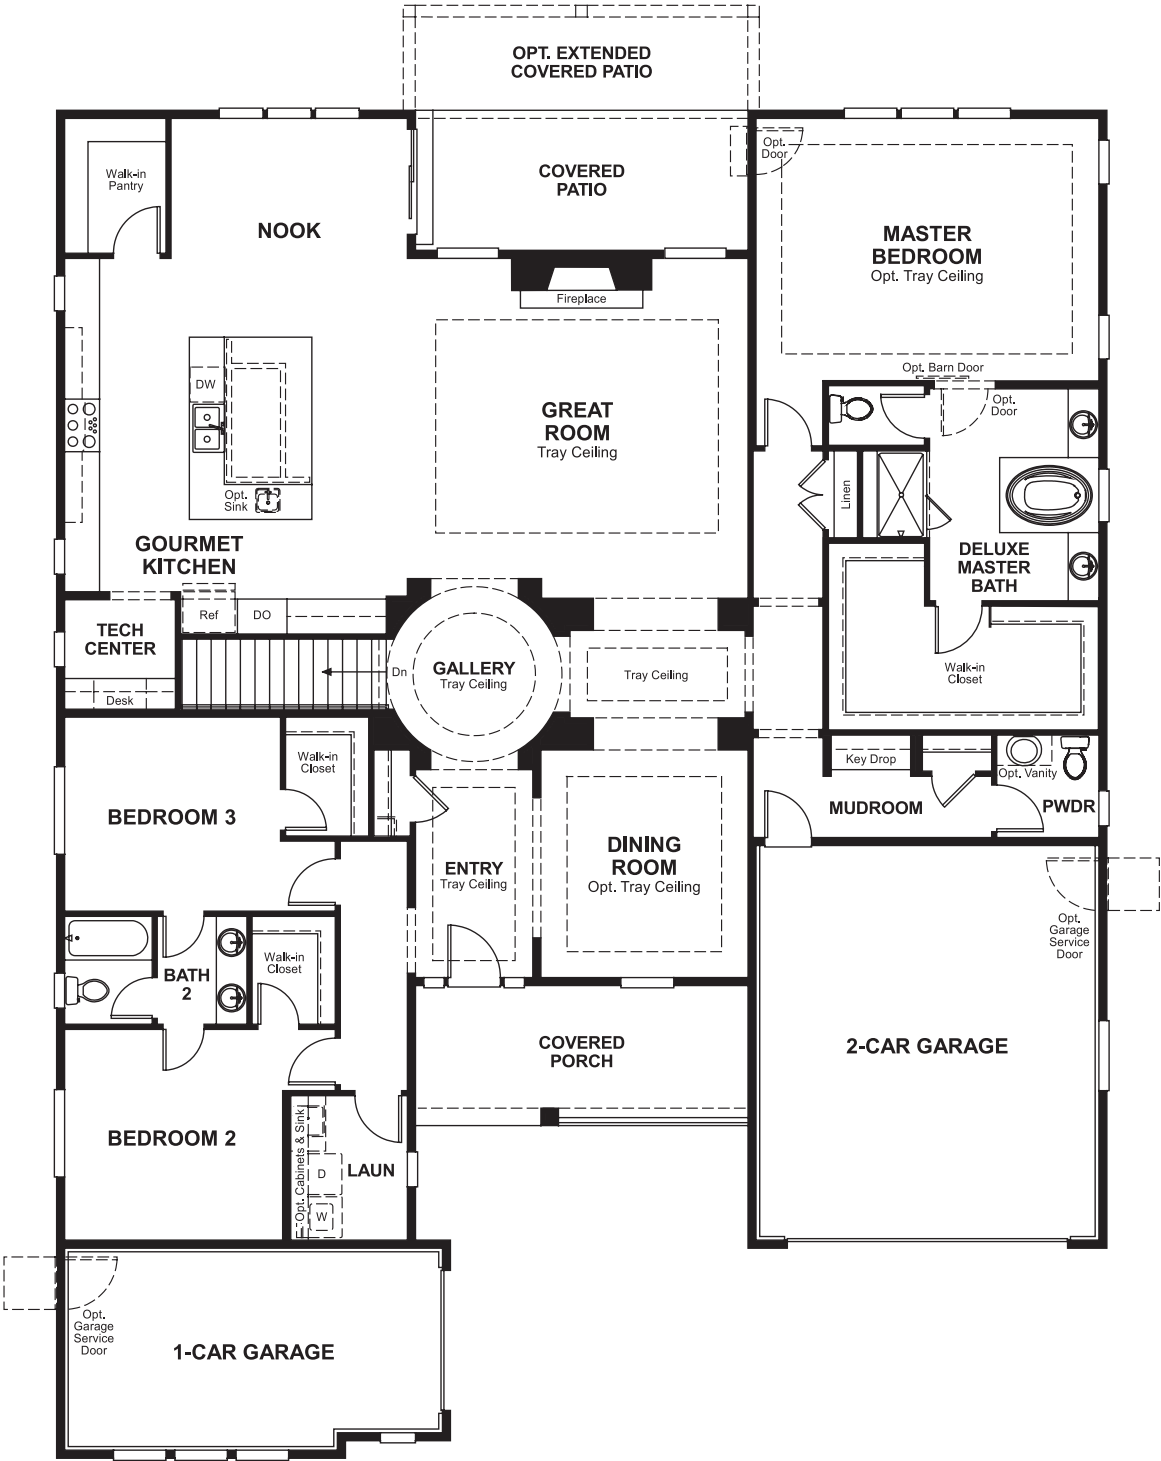 OPT. EXTENDED
COVERED PATIO
Opt.
Door
Walk-in
Pantry
COVERED
PATIO
NOOK
MASTER
BEDROOM
Opt. Tray Ceiling
Fireplace
Opt. Barn Door
DW
Opt.
Door
GREAT
ROOM
Tray Ceiling
Opt.
Sink
Linen
GOURMET
KITCHEN
DELUXE
MASTER
BATH
Ref
DO
TECH
CENTER
GALLERY
Tray Ceiling
Dn
Tray Ceiling
Walk-in
Closet
Desk
Walk-in
Closet
Key Drop
Opt. Vanity
BEDROOM 3
MUDROOM
PWDR
DINING
ROOM
Opt. Tray Ceiling
ENTRY
Tray Ceiling
Opt.
Garage
Service
Door
Walk-in
Closet
BATH
2
COVERED
PORCH
2-CAR GARAGE
BEDROOM 2
Opt. Cabinets & Sink
D
LAUN
W
Opt.
Garage
Service
Door
1-CAR GARAGE